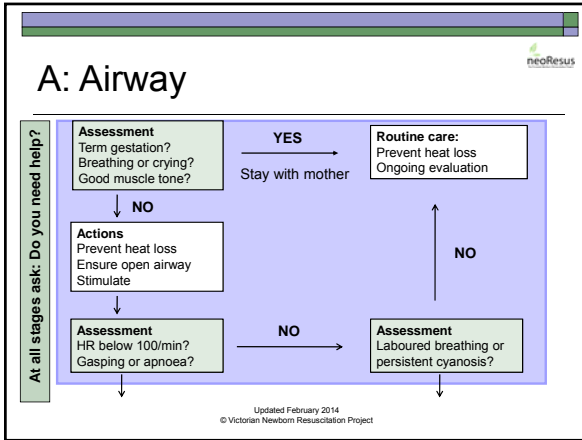 neoResus
A: Airway
At all stages ask: Do you need help?
Assessment
Term gestation?
Breathing or crying?
Good muscle tone?
YES
Stay with mother
Routine care:
Prevent heat loss
Ongoing evaluation
NO
Actions
Prevent heat loss
Ensure open airway
Stimulate
NO
Assessment
HR below 100/min?
Gasping or apnoea?
NO
Assessment
Laboured breathing or
persistent cyanosis?
Updated February 2014
© Victorian Newborn Resuscitation Project